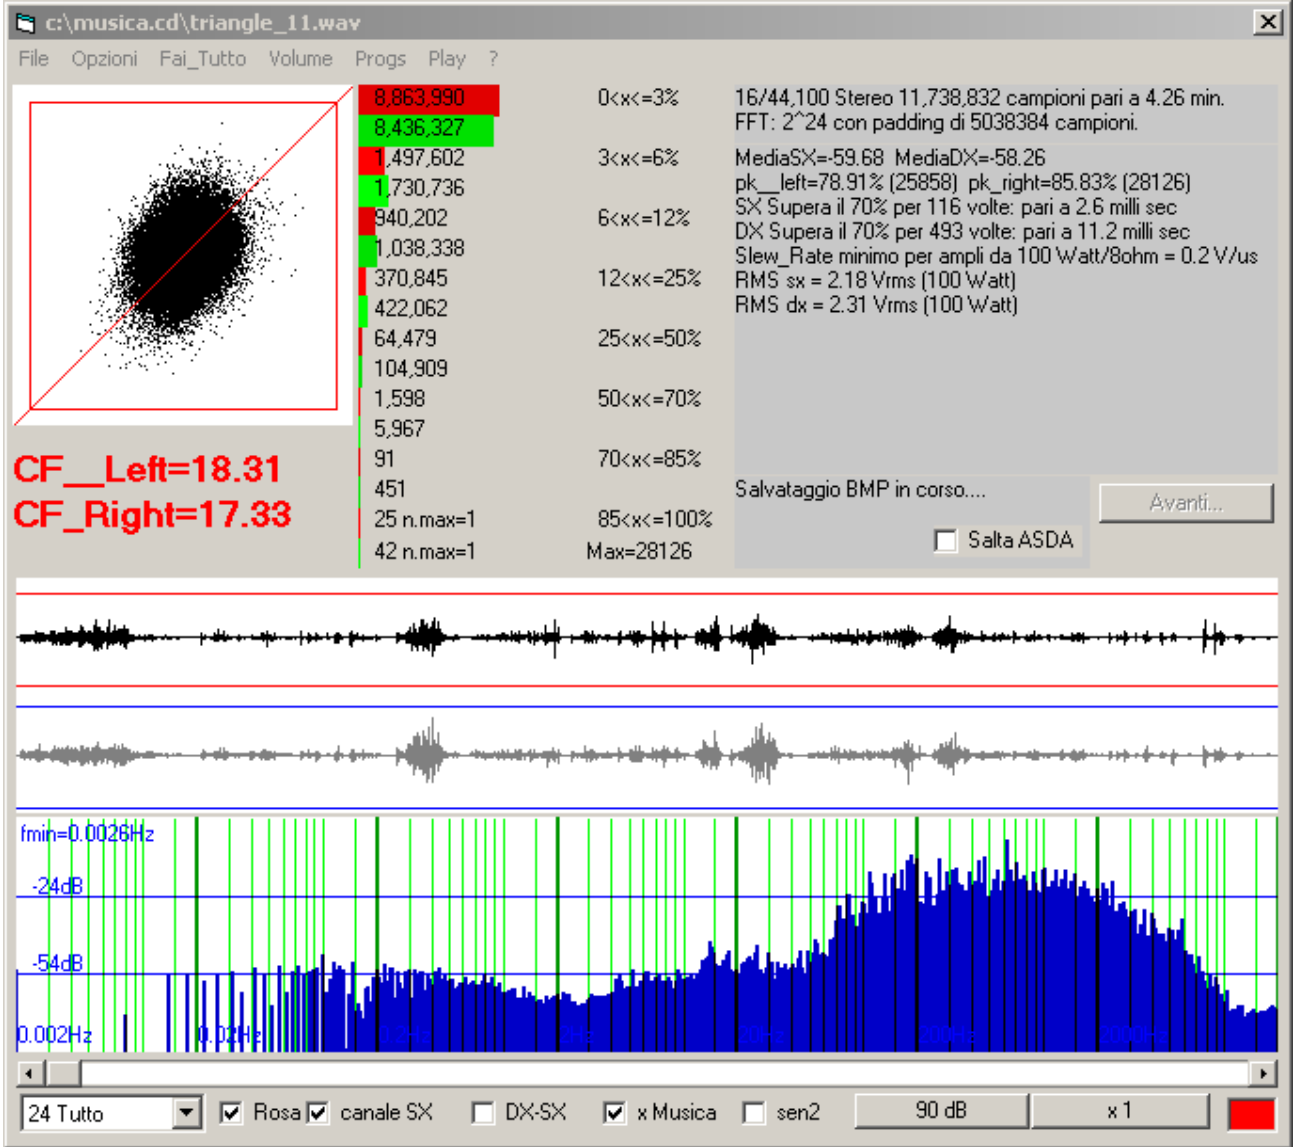 c:\musica.cd\triangle_11.wav
File Opzioni Fai_Tutto Volume Progs Play ?
8,863,990 0<x<=3%
8,436,327
1,497,602 3<x<=6%
1,730,736
940,202 6<x<=12%
1,038,338
370,845 12<x<=25%
422,062
64,479 25<x<=50%
104,909
1,598 50<x<=70%
5,967
91 70<x<=85%
451
25 n.max=1 85<x<=100%
42 n.max=1 Max=28126
16/44,100 Stereo 11,738,832 campioni pari a 4.26 min.
FFT: 2^24 con padding di 5038384 campioni.
MediaSX=-59.68 MediaDX=-58.26
pk__left=78.91% (25858) pk_right=85.83% (28126)
SX Supera il 70% per 116 volte: pari a 2.6 milli sec
DX Supera il 70% per 493 volte: pari a 11.2 milli sec
Slew_Rate minimo per ampli da 100 Watt/8ohm = 0.2 V/us
RMS sx = 2.18 Vrms (100 Watt)
RMS dx = 2.31 Vrms (100 Watt)
CF__Left=18.31
CF_Right=17.33
Salvataggio BMP in corso....
Avanti...
Salta ASDA
fmin=0.0026Hz
-24dB
-54dB
0.002Hz 0.02Hz 0.2Hz 2Hz 20Hz 200Hz 2000Hz
24 Tutto Rosa canale SX DX-SX x Musica sen2 90 dB x 1